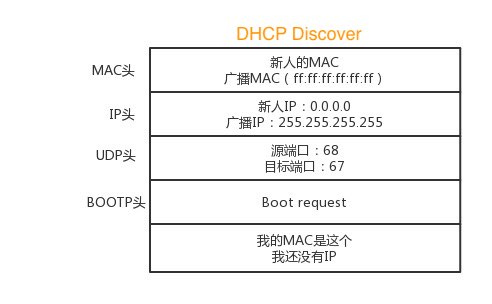 DHCP Discover
MAC头
新人的MAC
广播MAC（ff:ff:ff:ff:ff:ff）
IP头
新人IP：0.0.0.0
广播IP：255.255.255.255
UDP头
源端口：68
目标端口：67
BOOTP头
Boot request
我的MAC是这个
我还没有IP